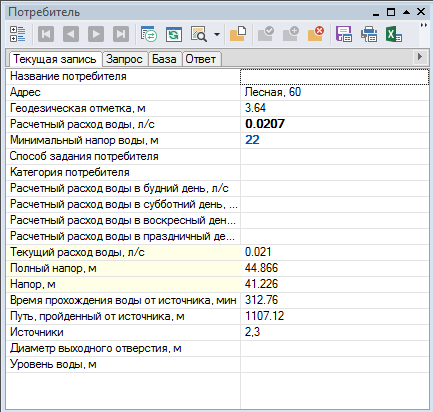 Потребитель
Текущая запись Запрос База Ответ
Название потребителя
Адрес Лесная, 60
Геодезическая отметка, м 3.64
Расчетный расход воды, л/с 0.0207
Минимальный напор воды, м 22
Способ задания потребителя
Категория потребителя
Расчетный расход воды в будний день, л/с
Расчетный расход воды в субботний день, ...
Расчетный расход воды в воскресный ден...
Расчетный расход воды в праздничный де...
Текущий расход воды, л/с 0.021
Полный напор, м 44.866
Напор, м 41.226
Время прохождения воды от источника, мин 312.76
Путь, пройденный от источника, м 1107.12
Источники 2,3
Диаметр выходного отверстия, м
Уровень воды, м